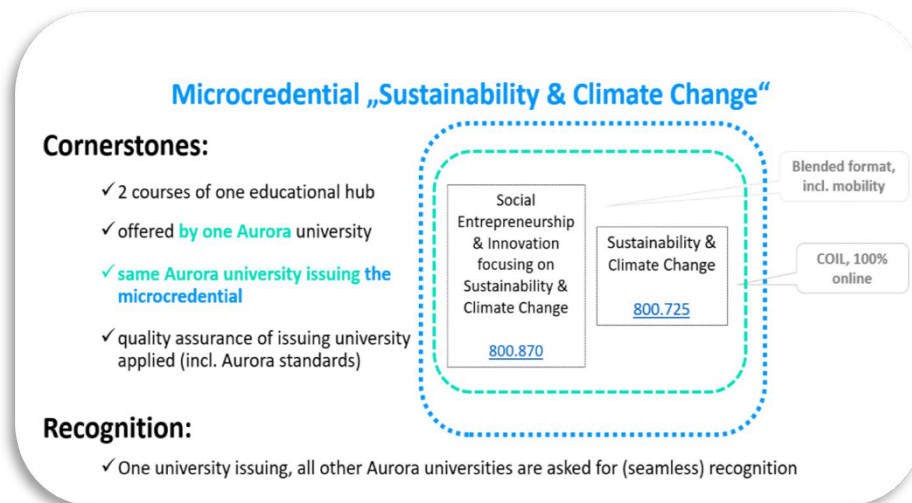 Microcredential „Sustainability & Climate Change“
Cornerstones:
✓ 2 courses of one educational hub
✓ offered by one Aurora university
✓ same Aurora university issuing the
microcredential
✓ quality assurance of issuing university
applied (incl. Aurora standards)
Social
Entrepreneurship
& Innovation
focusing on
Sustainability &
Climate Change
800.870
Sustainability &
Climate Change
800.725
Blended format,
incl. mobility
COIL, 100%
online
Recognition:
✓ One university issuing, all other Aurora universities are asked for (seamless) recognition